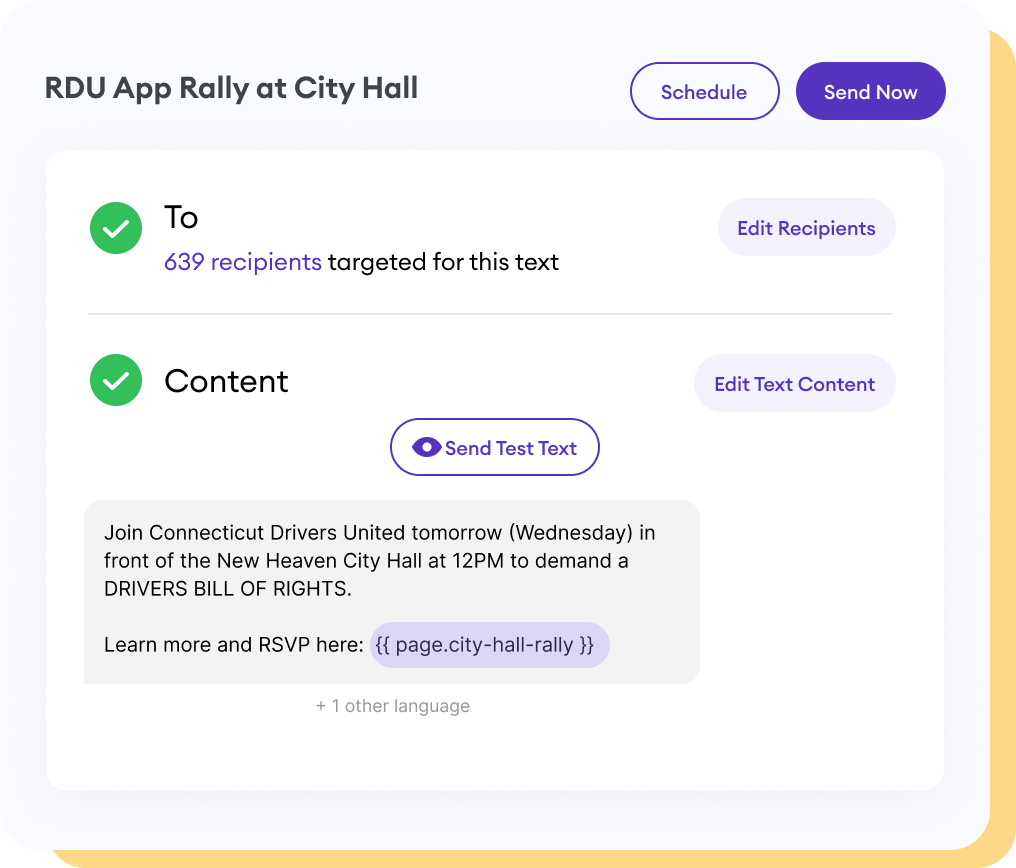 RDU App Rally at City Hall
Schedule
Send Now
To
Edit Recipients
639 recipients targeted for this text
Content
Edit Text Content
Send Test Text
Join Connecticut Drivers United tomorrow (Wednesday) in
front of the New Heaven City Hall at 12PM to demand a
DRIVERS BILL OF RIGHTS.
Learn more and RSVP here: {{ page.city-hall-rally }}
+ 1 other language